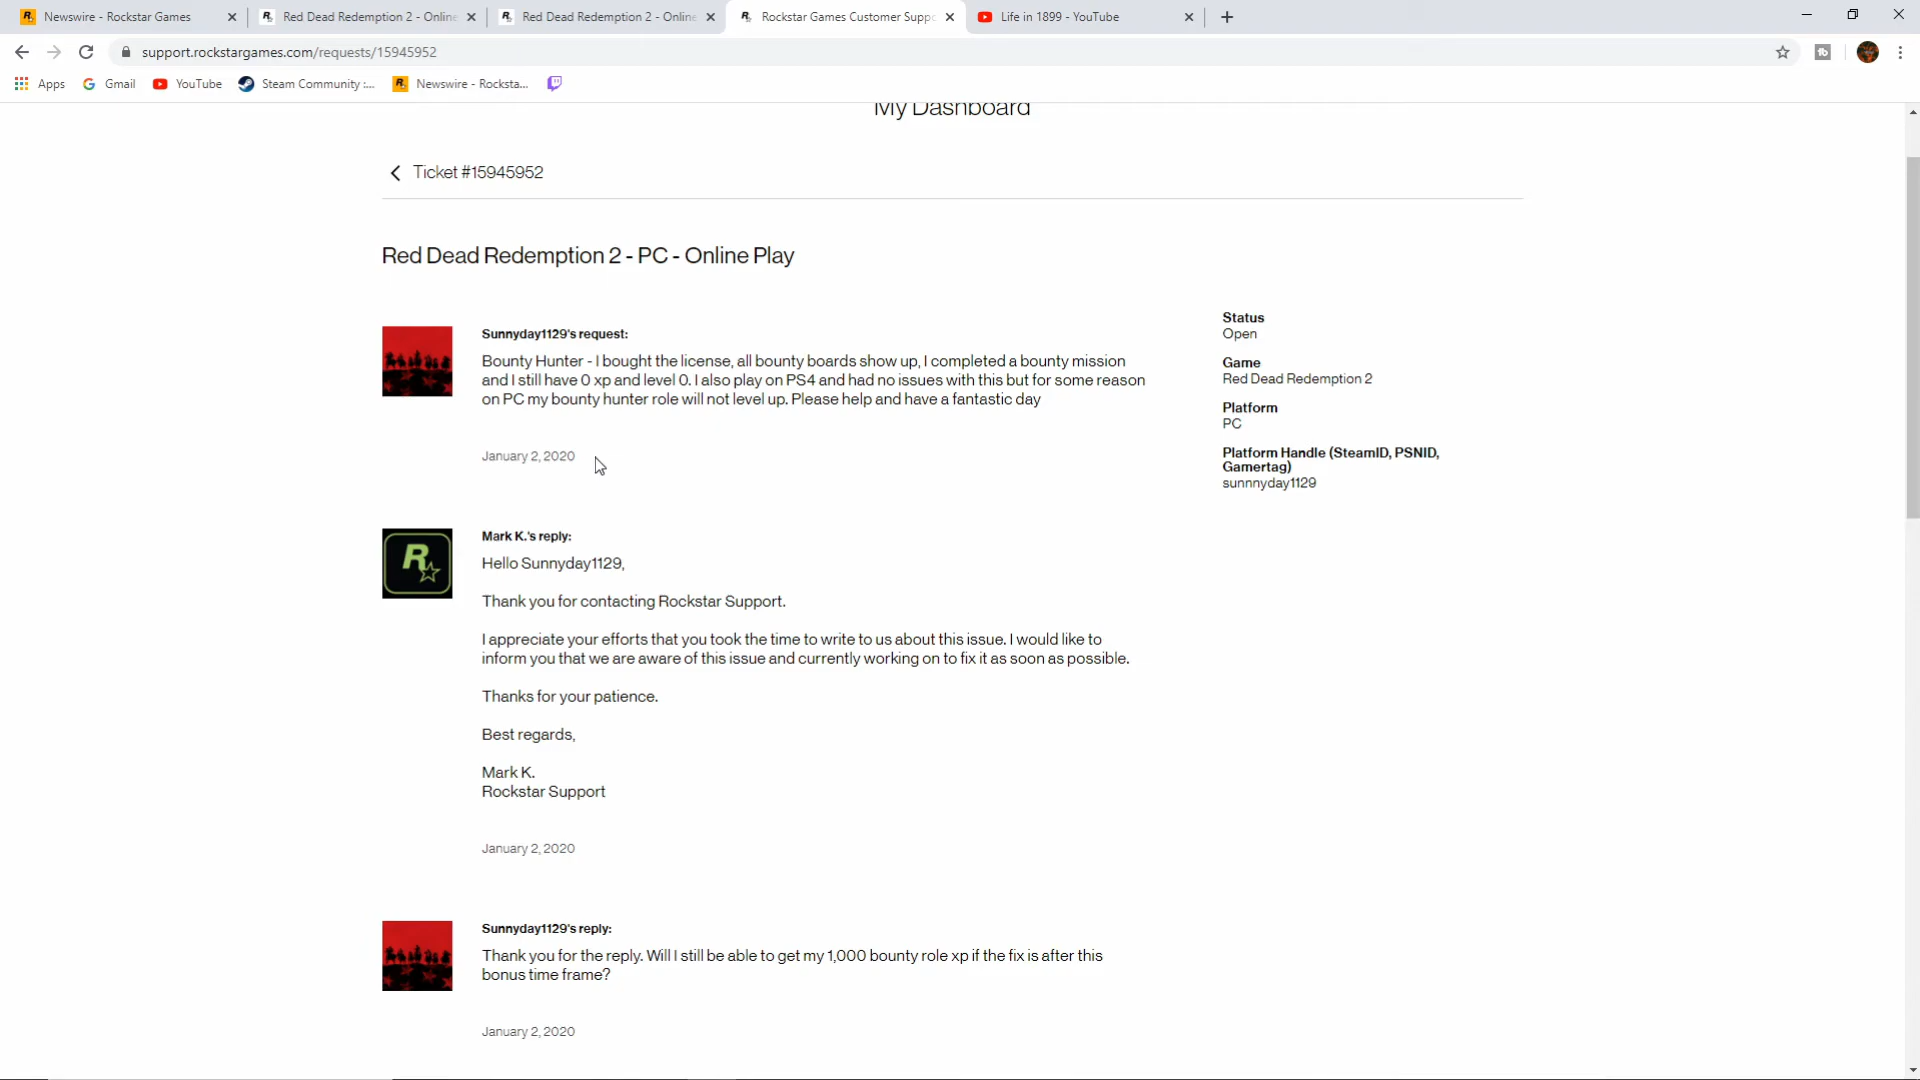 Newswire - Rockstar Games
Red Dead Redemption 2 - Online
Red Dead Redemption 2 - Online
Rockstar Games Customer Suppo
Life in 1899 - YouTube
support.rockstargames.com/requests/15945952
Apps
Gmail
YouTube
Steam Community :...
Newswire - Rocksta...
My Dashboard
Ticket #15945952
Red Dead Redemption 2 - PC - Online Play
Sunnyday1129's request:
Bounty Hunter - I bought the license, all bounty boards show up, I completed a bounty mission
and I still have 0 xp and level 0. I also play on PS4 and had no issues with this but for some reason
on PC my bounty hunter role will not level up. Please help and have a fantastic day
January 2, 2020
Status
Open
Game
Red Dead Redemption 2
Platform
PC
Platform Handle (SteamID, PSNID,
Gamertag)
sunnnyday1129
Mark K.'s reply:
Hello Sunnyday1129,
Thank you for contacting Rockstar Support.
I appreciate your efforts that you took the time to write to us about this issue. I would like to
inform you that we are aware of this issue and currently working on to fix it as soon as possible.
Thanks for your patience.
Best regards,
Mark K.
Rockstar Support
January 2, 2020
Sunnyday1129's reply:
Thank you for the reply. Will I still be able to get my 1,000 bounty role xp if the fix is after this
bonus time frame?
January 2, 2020